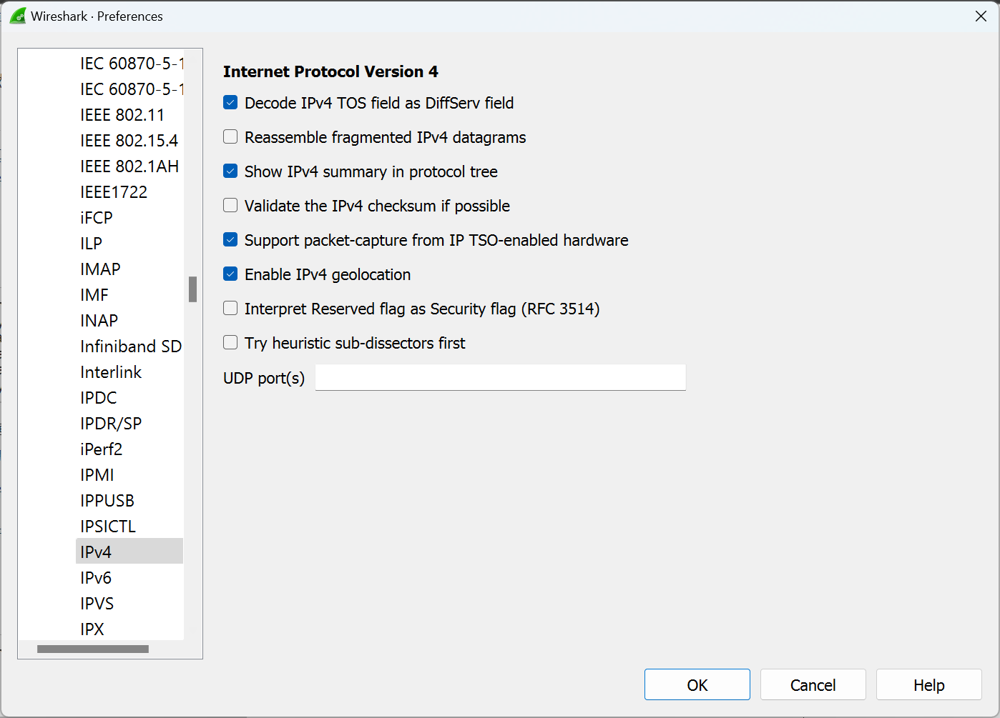 Wireshark · Preferences
IEC 60870-5-1
IEC 60870-5-1
IEEE 802.11
IEEE 802.15.4
IEEE 802.1AH
IEEE1722
iFCP
ILP
IMAP
IMF
INAP
Infiniband SD
Interlink
IPDC
IPDR/SP
iPerf2
IPMI
IPPUSB
IPSICTL
IPv4
IPv6
IPVS
IPX
Internet Protocol Version 4
Decode IPv4 TOS field as DiffServ field
Reassemble fragmented IPv4 datagrams
Show IPv4 summary in protocol tree
Validate the IPv4 checksum if possible
Support packet-capture from IP TSO-enabled hardware
Enable IPv4 geolocation
Interpret Reserved flag as Security flag (RFC 3514)
Try heuristic sub-dissectors first
UDP port(s)
OK
Cancel
Help